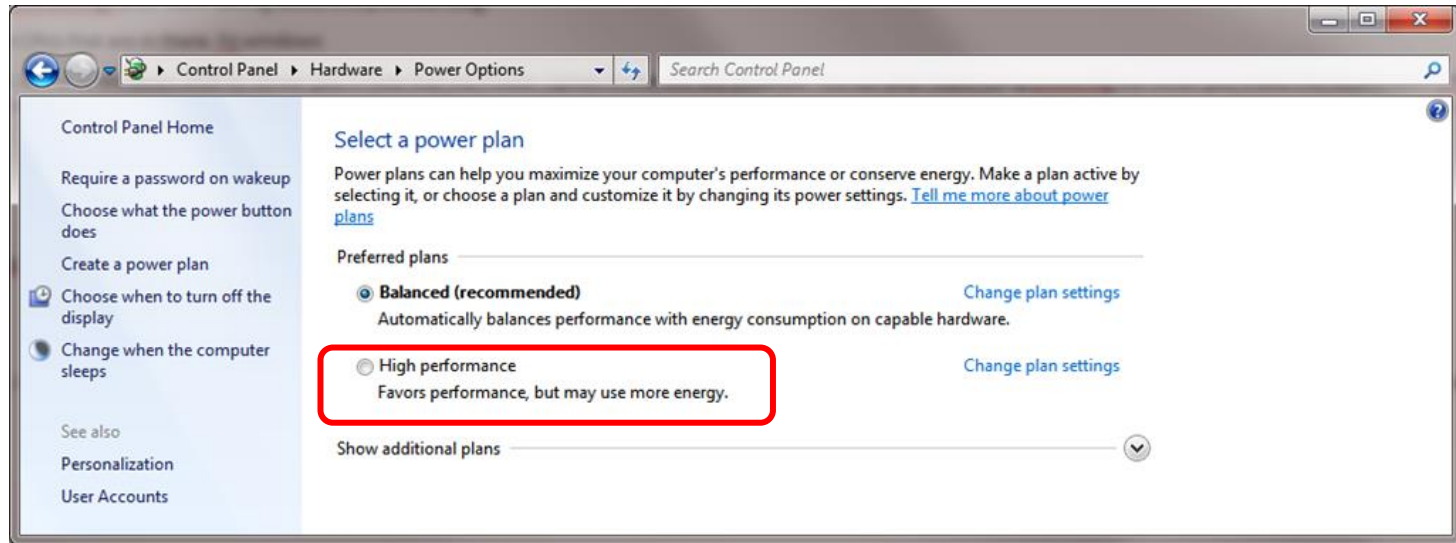 Control Panel Hardware Power Options Search Control Panel
Control Panel Home
Require a password on wakeup
Choose what the power button
does
Create a power plan
Choose when to turn off the
display
Change when the computer
sleeps
See also
Personalization
User Accounts
Select a power plan
Power plans can help you maximize your computer's performance or conserve energy. Make a plan active by
selecting it, or choose a plan and customize it by changing its power settings. Tell me more about power
plans
Preferred plans
Balanced (recommended) Change plan settings
Automatically balances performance with energy consumption on capable hardware.
High performance Change plan settings
Favors performance, but may use more energy.
Show additional plans